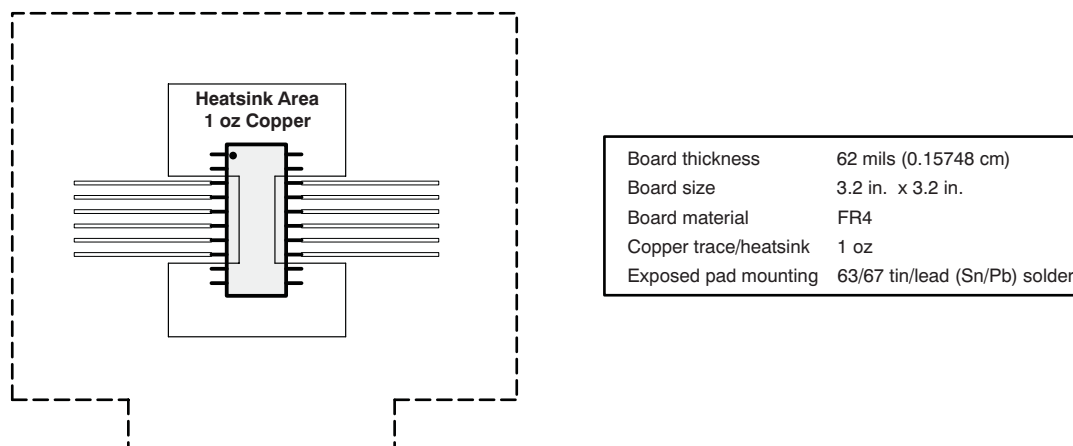 Heatsink Area
1 oz Copper
Board thickness 62 mils (0.15748 cm)
Board size 3.2 in. x 3.2 in.
Board material FR4
Copper trace/heatsink 1 oz
Exposed pad mounting 63/67 tin/lead (Sn/Pb) solder